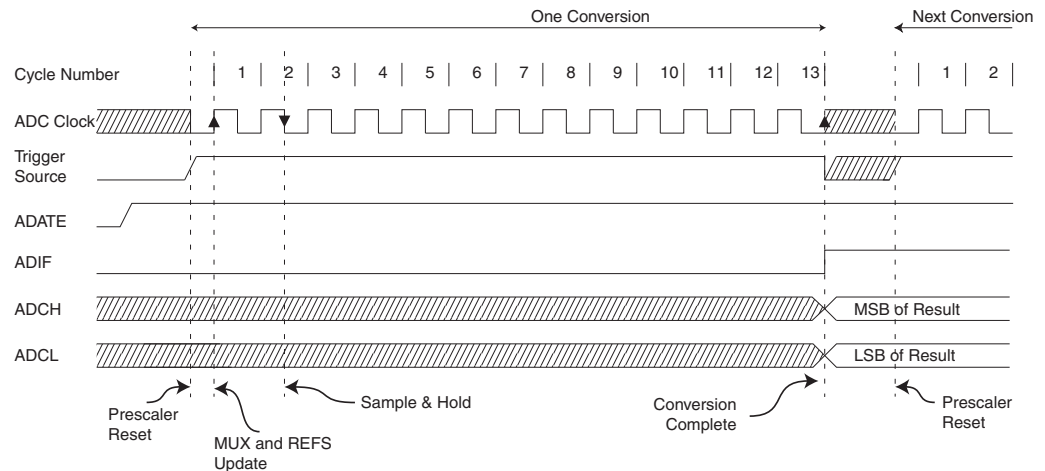 One Conversion Next Conversion
Cycle Number 1 2 3 4 5 6 7 8 9 10 11 12 13 1 2
ADC Clock
Trigger
Source
ADATE
ADIF
ADCH MSB of Result
ADCL LSB of Result
Prescaler
Reset
MUX and REFS
Update
Sample & Hold
Conversion
Complete
Prescaler
Reset